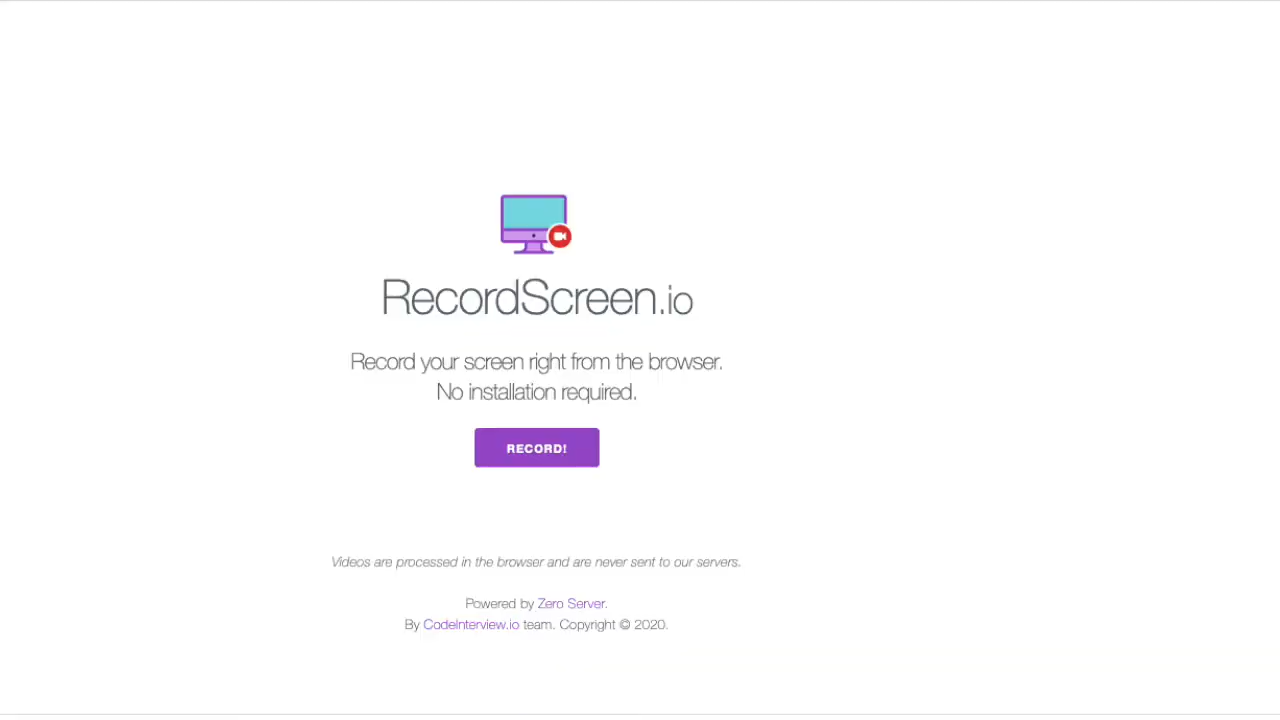 RecordScreen.io
Record your screen right from the browser.
No installation required.
RECORD!
Videos are processed in the browser and are never sent to our servers.
Powered by Zero Server.
By CodeInterview.io team. Copyright © 2020.